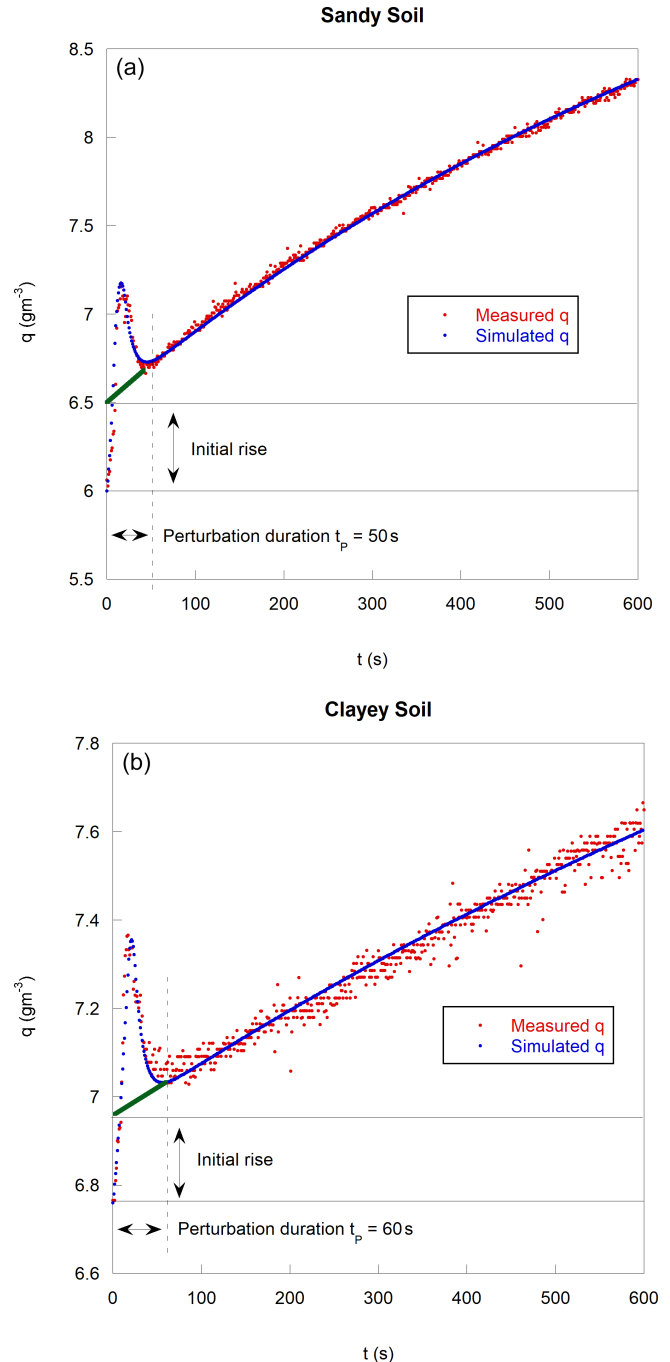 Sandy Soil
(a)
8.5
8
7.5
7
6.5
6
5.5
q (gm-3)
Measured q
Simulated q
Initial rise
Perturbation duration tP = 50 s
0 100 200 300 400 500 600
t (s)
Clayey Soil
(b)
7.8
7.6
7.4
7.2
7
6.8
6.6
q (gm-3)
Measured q
Simulated q
Initial rise
Perturbation duration tP = 60 s
0 100 200 300 400 500 600
t (s)